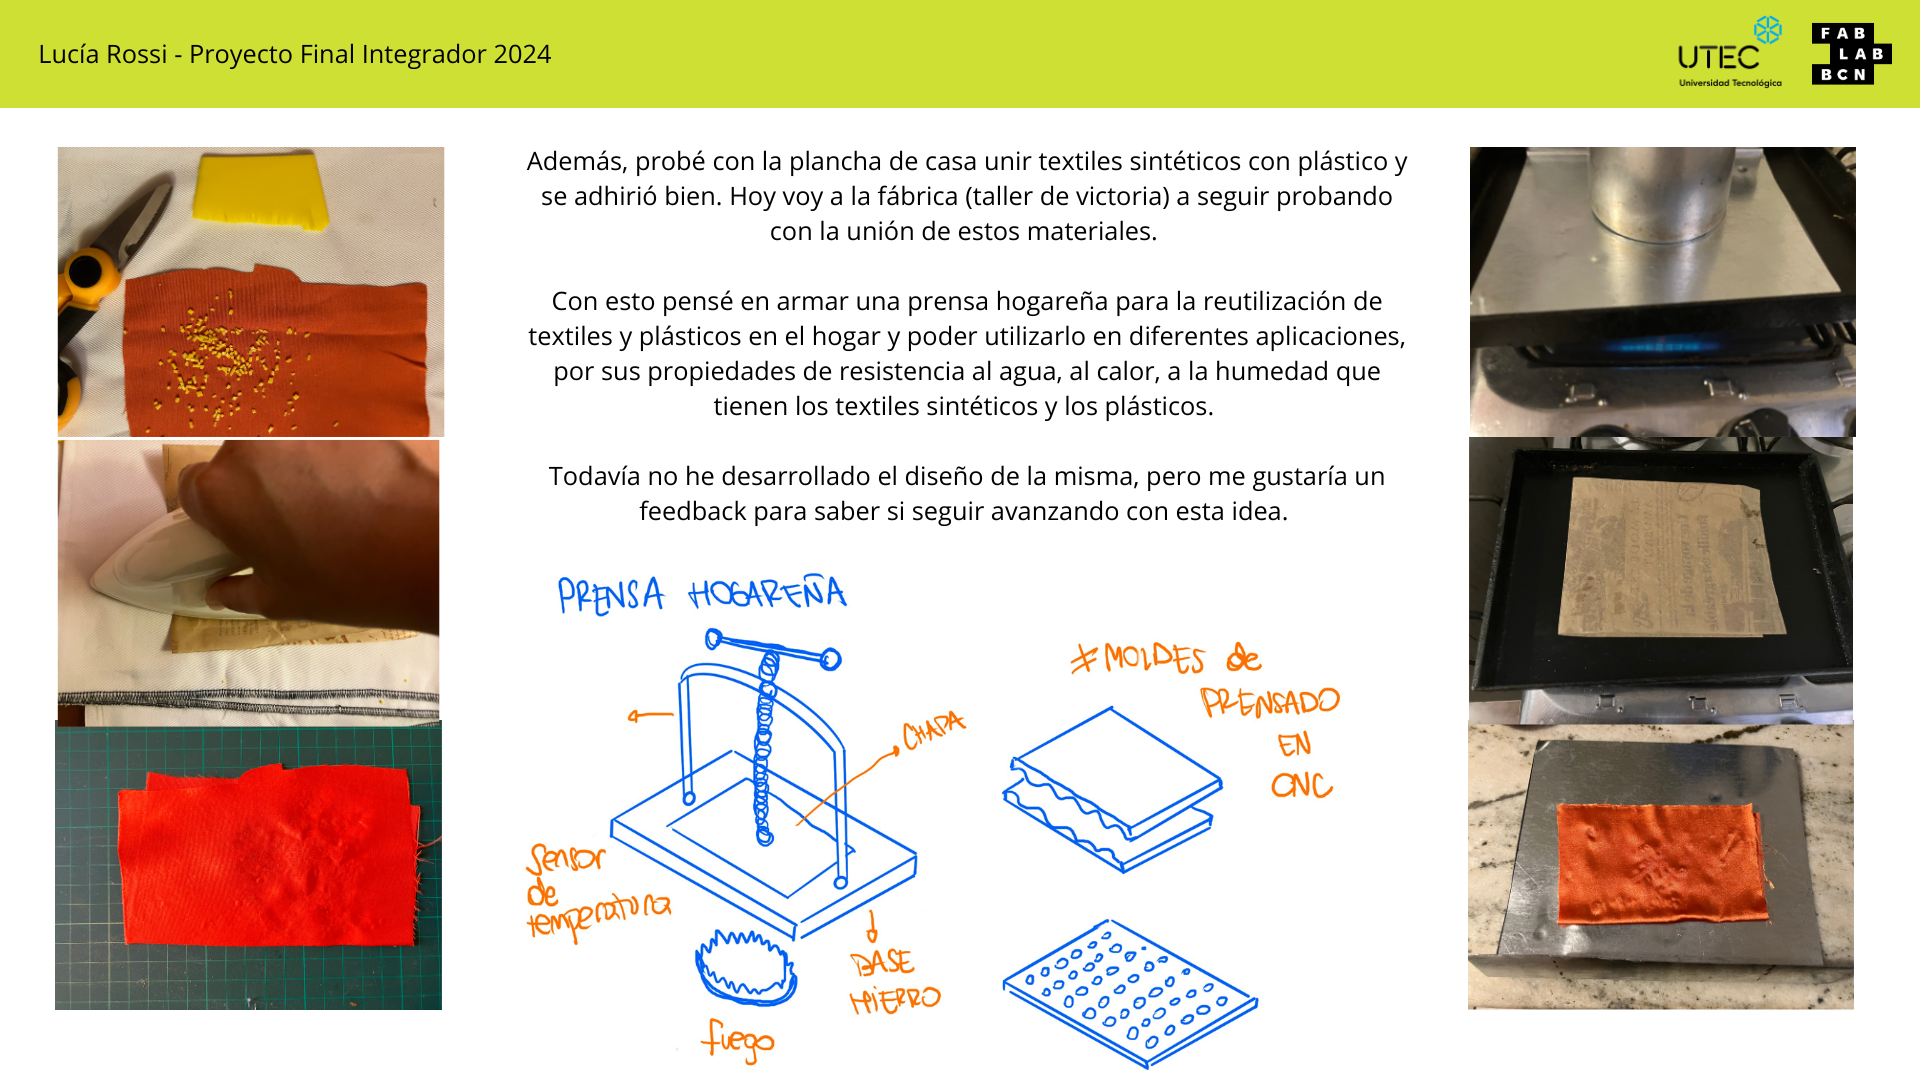 Lucía Rossi - Proyecto Final Integrador 2024
UTEC
Universidad Tecnológica
FAB
LAB
BCN
Además, probé con la plancha de casa unir textiles sintéticos con plástico y
se adhirió bien. Hoy voy a la fábrica (taller de victoria) a seguir probando
con la unión de estos materiales.
Con esto pensé en armar una prensa hogareña para la reutilización de
textiles y plásticos en el hogar y poder utilizarlo en diferentes aplicaciones,
por sus propiedades de resistencia al agua, al calor, a la humedad que
tienen los textiles sintéticos y los plásticos.
Todavía no he desarrollado el diseño de la misma, pero me gustaría un
feedback para saber si seguir avanzando con esta idea.
PRENSA HOGAREÑA
CHAPA
sensor
de
temperatura
fuego
BASE
HIERRO
≠ MOLDES de
PRENSADO
EN
CNC